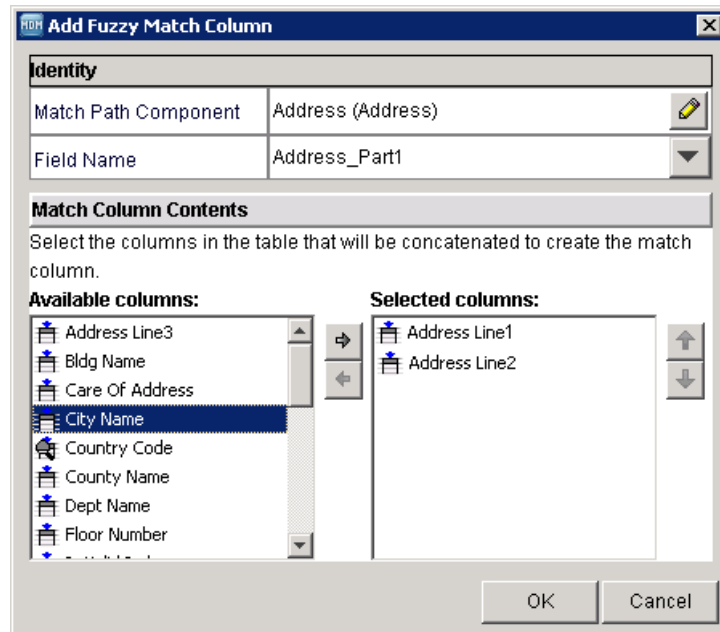 MDM Add Fuzzy Match Column
Identity
Match Path Component Address (Address)
Field Name Address_Part1
Match Column Contents
Select the columns in the table that will be concatenated to create the match
column.
Available columns: Selected columns:
Address Line3
Bldg Name
Care Of Address
City Name
Country Code
County Name
Dept Name
Floor Number
Address Line1
Address Line2
OK Cancel